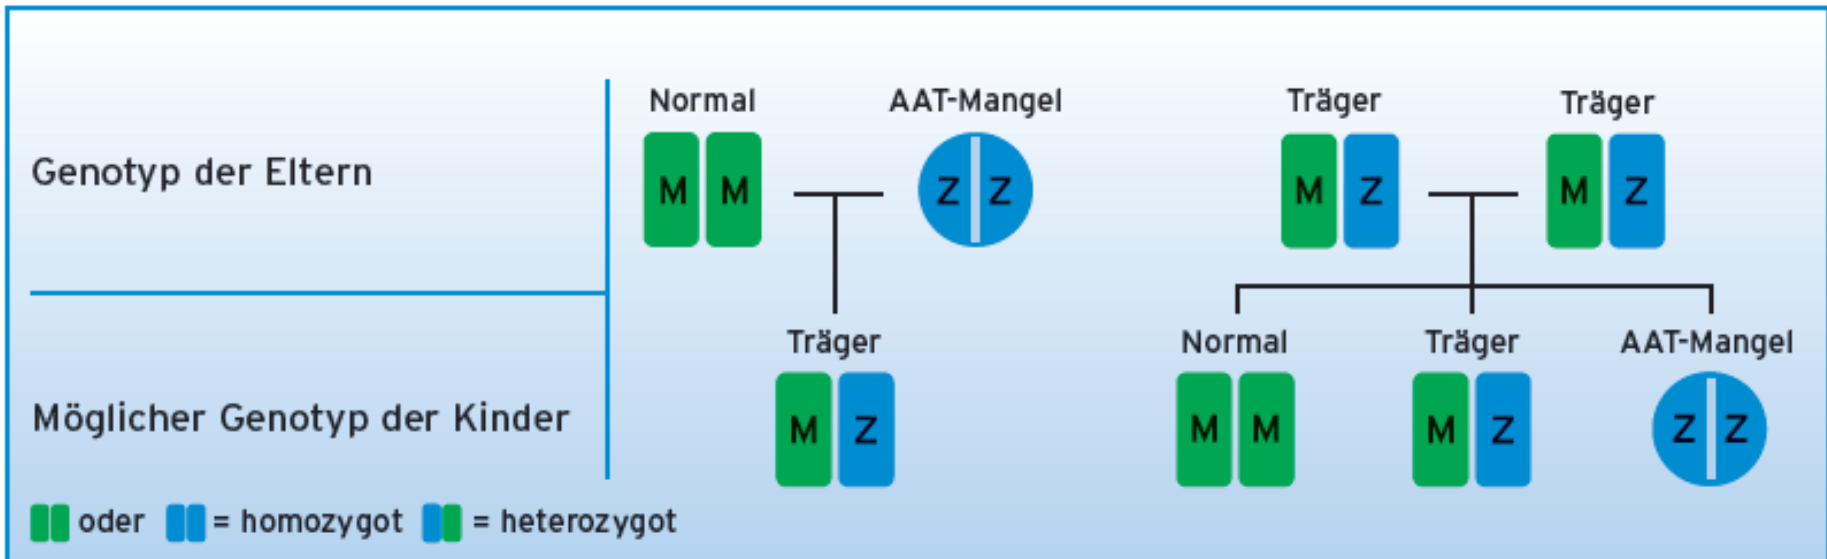 Normal AAT-Mangel Träger Träger
Genotyp der Eltern
M M Z Z M Z M Z
Träger Normal Träger AAT-Mangel
Möglicher Genotyp der Kinder
M Z M M M Z Z Z
oder = homozygot = heterozygot